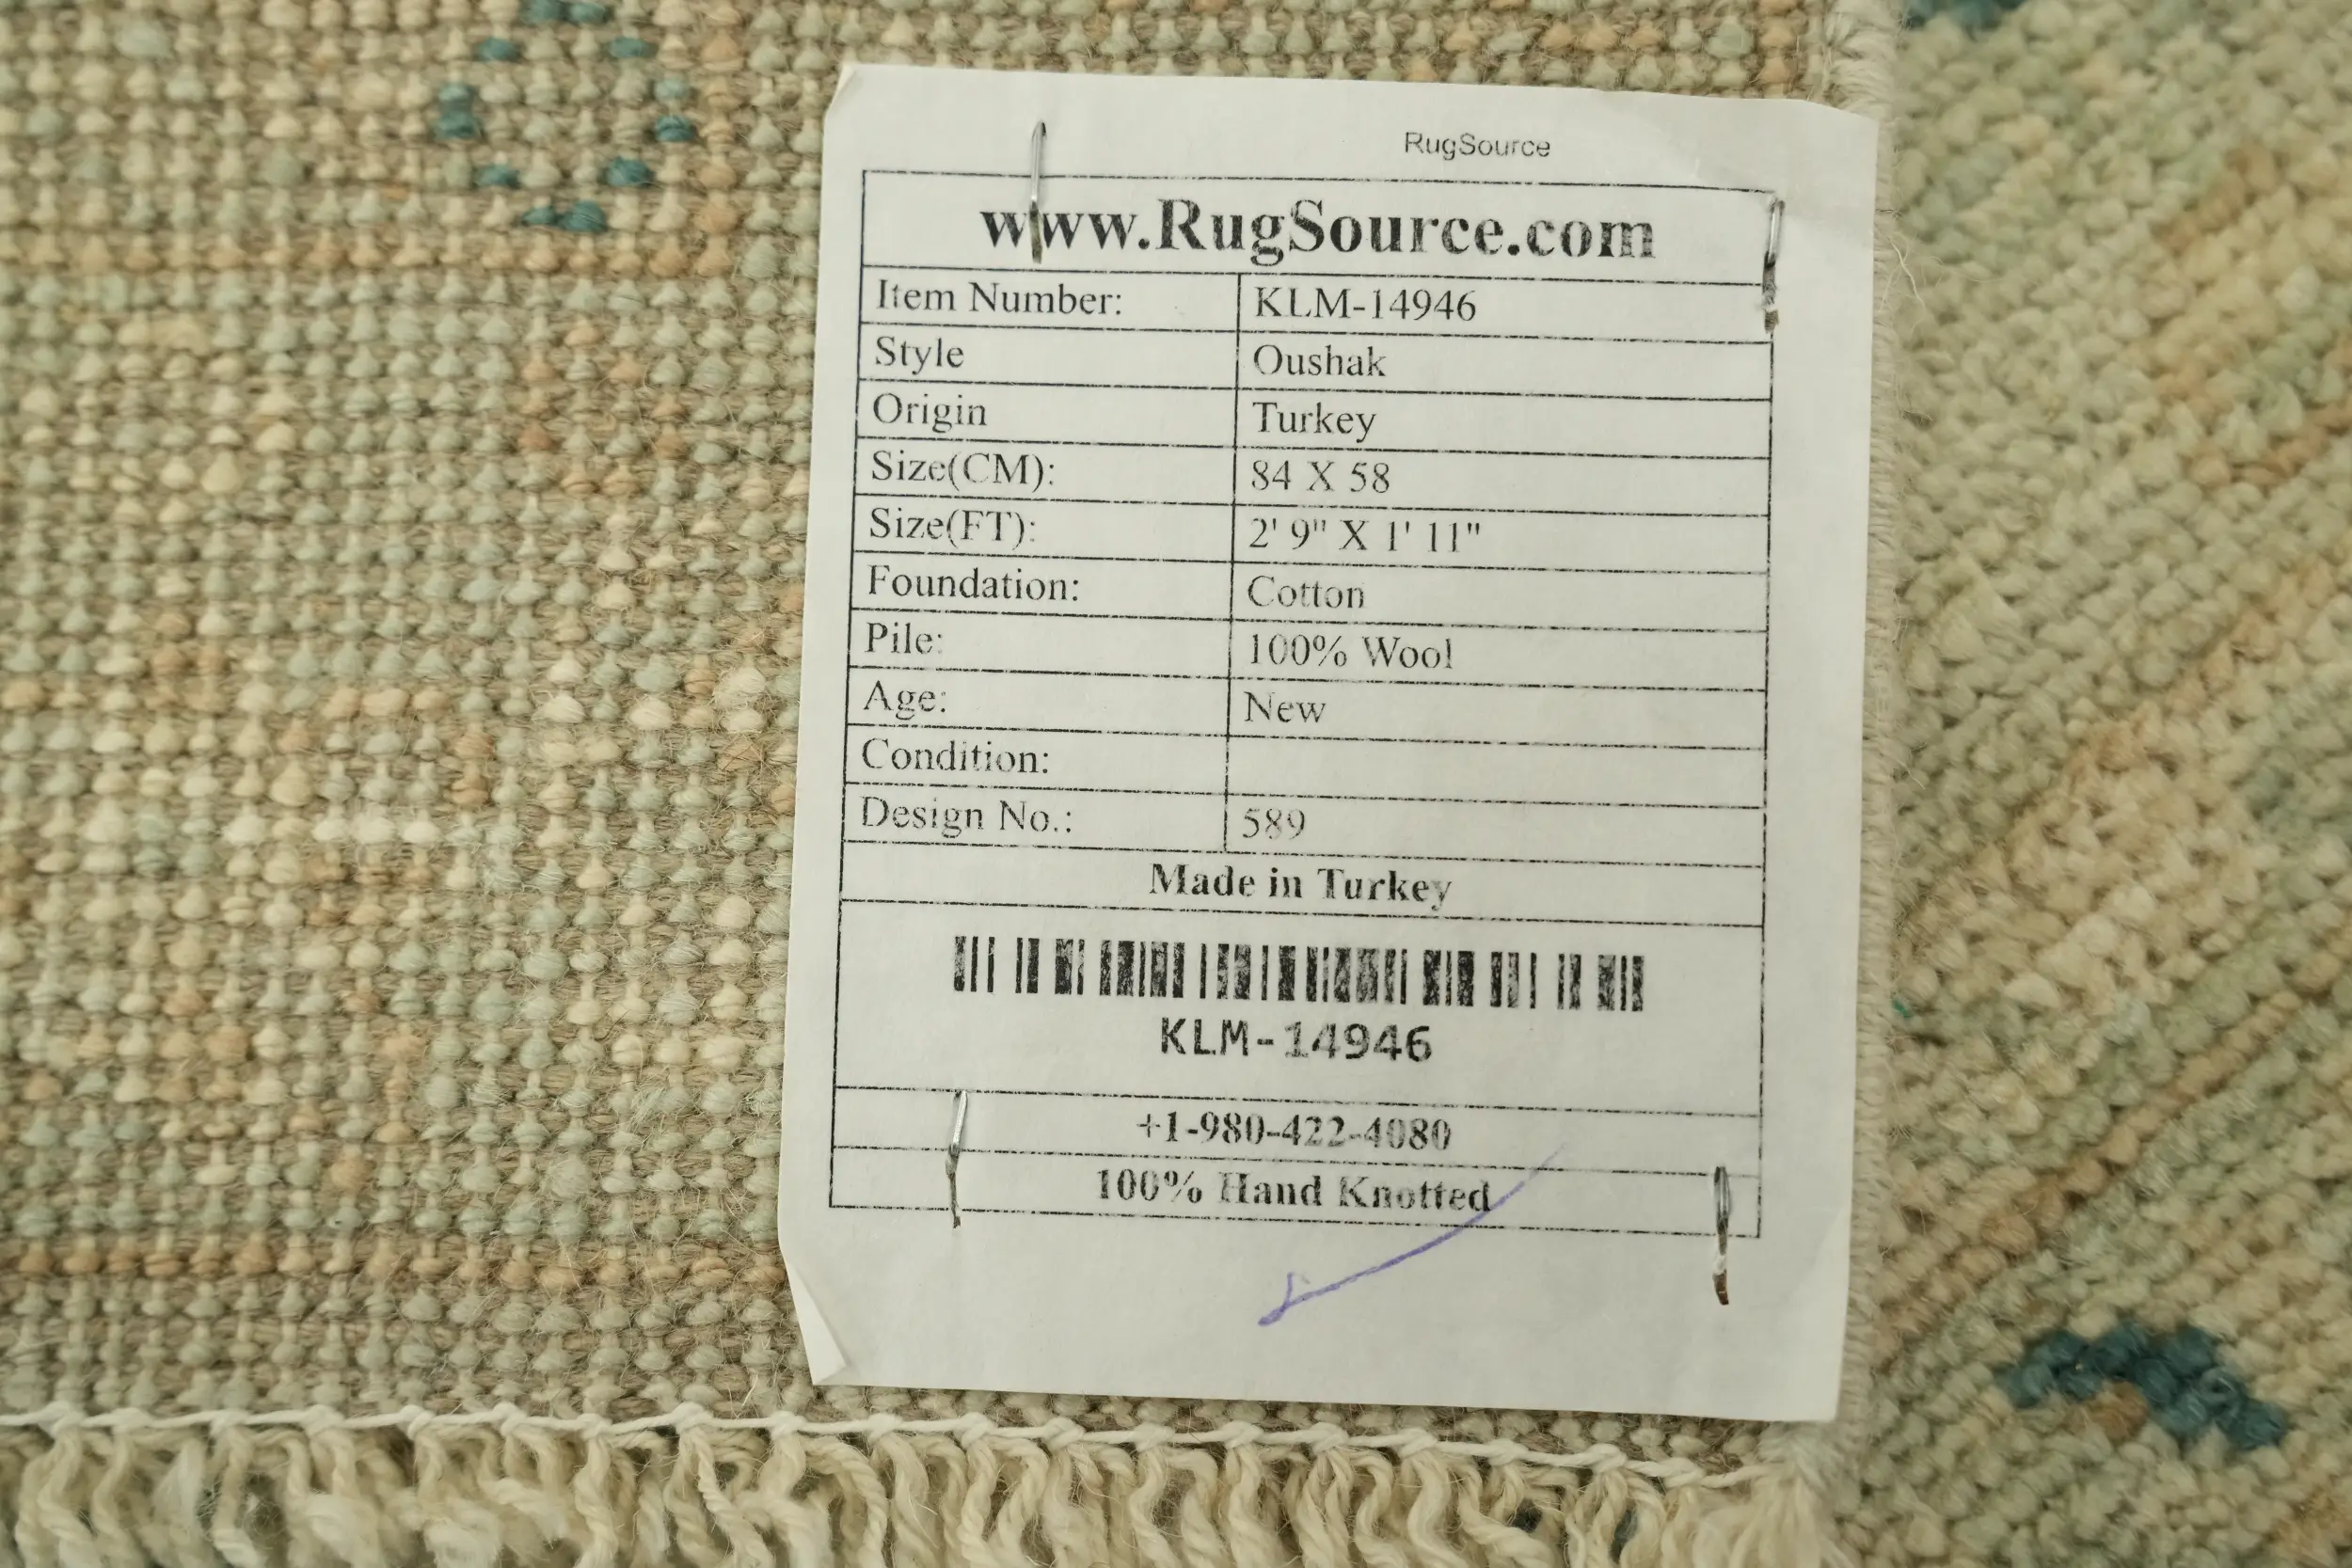 RugSource
www.RugSource.com
Item Number: KLM-14946
Style Oushak
Origin Turkey
Size(CM): 84 X 58
Size(FT): 2' 9" X 1' 11"
Foundation: Cotton
Pile: 100% Wool
Age: New
Condition:
Design No.: 589
Made in Turkey
KLM-14946
+1-980-422-4080
100% Hand Knotted